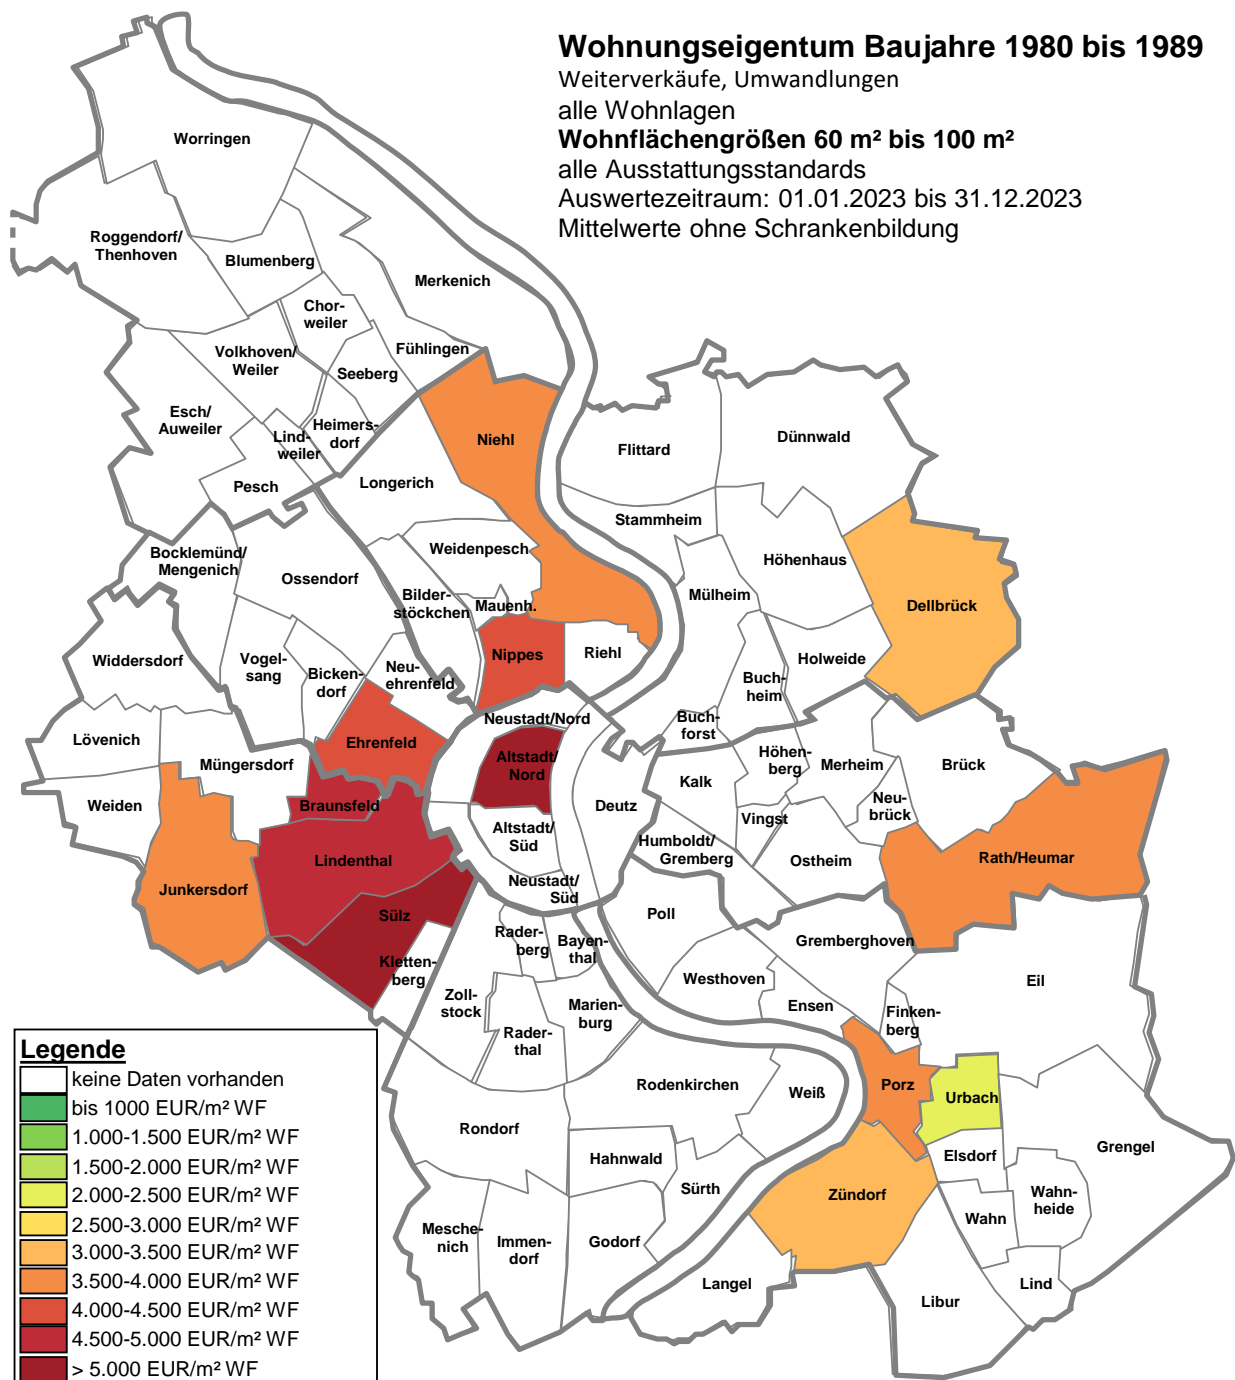 Wohnungseigentum Baujahre 1980 bis 1989
Weiterverkäufe, Umwandlungen
alle Wohnlagen
Wohnflächengrößen 60 m² bis 100 m²
alle Ausstattungsstandards
Auswertezeitraum: 01.01.2023 bis 31.12.2023
Mittelwerte ohne Schrankenbildung
Worringen
Roggendorf/
Thenhoven
Blumenberg
Merkenich
Chor-
weiler
Fühlingen
Volkhoven/
Weiler
Seeberg
Esch/
Auweiler
Heimers-
dorf
Lind-
weiler
Pesch
Niehl
Longerich
Flittard
Dünnwald
Stammheim
Weidenpesch
Höhenhaus
Bocklemünd/
Mengenich
Ossendorf
Bilder-
stöckchen
Mauenh.
Mülheim
Dellbrück
Widdersdorf
Vogel-
sang
Bicken-
dorf
Neu-
ehrenfeld
Nippes
Riehl
Holweide
Buch-
heim
Neustadt/Nord
Buch-
forst
Lövenich
Müngersdorf
Ehrenfeld
Altstadt/
Nord
Höhen-
berg
Merheim
Brück
Weiden
Braunsfeld
Deutz
Kalk
Neu-
brück
Vingst
Altstadt/
Süd
Humboldt/
Gremberg
Ostheim
Rath/Heumar
Lindenthal
Junkersdorf
Neustadt/
Süd
Sülz
Poll
Rader-
berg
Bayen-
thal
Gremberghoven
Kletten-
berg
Westhoven
Eil
Zoll-
stock
Marien-
burg
Ensen
Finken-
berg
Rader-
thal
Rodenkirchen
Weiß
Porz
Urbach
Rondorf
Grengel
Hahnwald
Elsdorf
Sürth
Zündorf
Wahn-
heide
Wahn
Mesche-
nich
Immen-
dorf
Godorf
Langel
Libur
Lind
Legende
keine Daten vorhanden
bis 1000 EUR/m² WF
1.000-1.500 EUR/m² WF
1.500-2.000 EUR/m² WF
2.000-2.500 EUR/m² WF
2.500-3.000 EUR/m² WF
3.000-3.500 EUR/m² WF
3.500-4.000 EUR/m² WF
4.000-4.500 EUR/m² WF
4.500-5.000 EUR/m² WF
> 5.000 EUR/m² WF